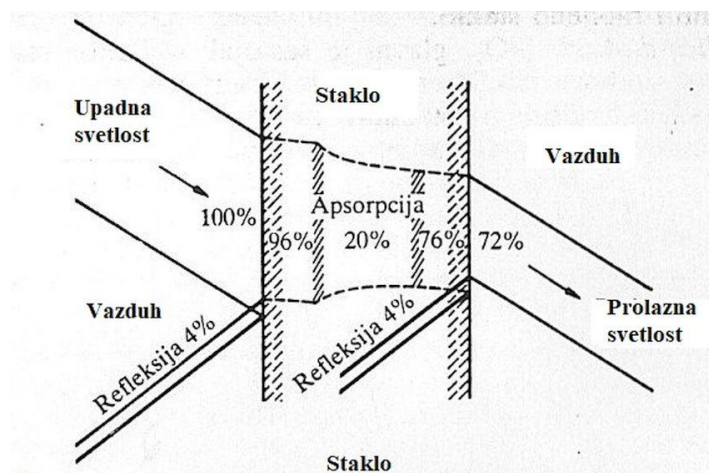 Staklo
Upadna
svetlost
Vazduh
100%
Apsorpcija
96%
20%
76%
72%
Vazduh
Refleksija 4%
Refleksija 4%
Prolazna
svetlost
Staklo